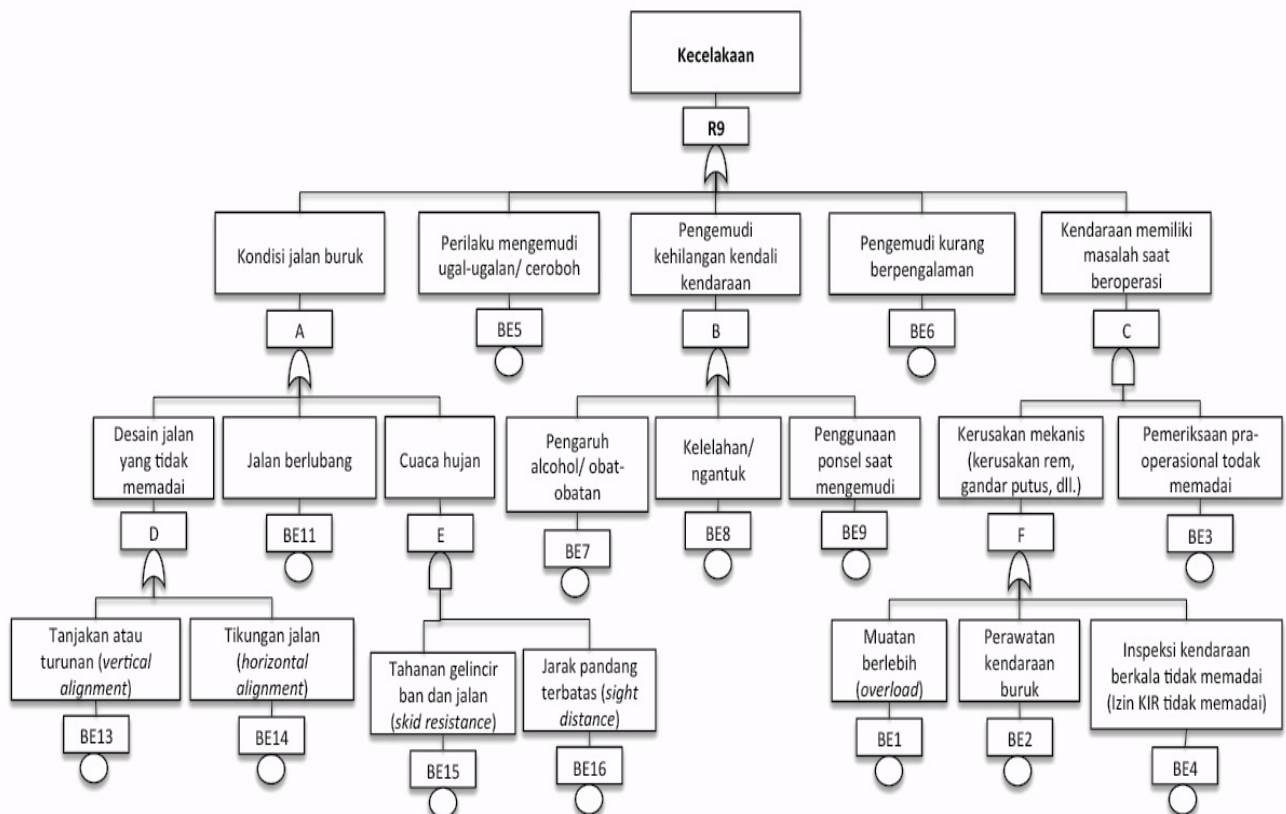 Kecelakaan
R9
Kondisi jalan buruk
Perilaku mengemudi
ugal-ugalan/ ceroboh
Pengemudi
kehilangan kendali
kendaraan
Pengemudi kurang
berpengalaman
Kendaraan memiliki
masalah saat
beroperasi
A
BE5
B
BE6
C
Desain jalan
yang tidak
memadai
Jalan berlubang
Cuaca hujan
Pengaruh
alcohol/ obat-
obatan
Kelelahan/
ngantuk
Penggunaan
ponsel saat
mengemudi
Kerusakan mekanis
(kerusakan rem,
gandar putus, dll.)
Pemeriksaan pra-
operasional todak
memadai
D
BE11
E
BE7
BE8
BE9
F
BE3
Tanjakan atau
turunan (vertical
alignment)
Tikungan jalan
(horizontal
alignment)
Tahanan gelincir
ban dan jalan
(skid resistance)
Jarak pandang
terbatas (sight
distance)
Muatan
berlebih
(overload)
Perawatan
kendaraan
buruk
Inspeksi kendaraan
berkala tidak memadai
(Izin KIR tidak memadai)
BE13
BE14
BE15
BE16
BE1
BE2
BE4